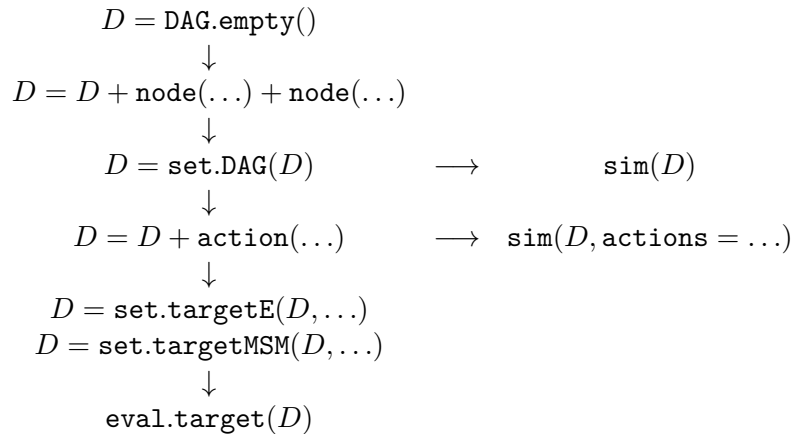 D = DAG.empty()
↓
D = D + node(...) + node(...)
↓
D = set.DAG(D) ⟶ sim(D)
↓
D = D + action(...) ⟶ sim(D, actions = ...)
↓
D = set.targetE(D, ...)
D = set.targetMSM(D, ...)
↓
eval.target(D)